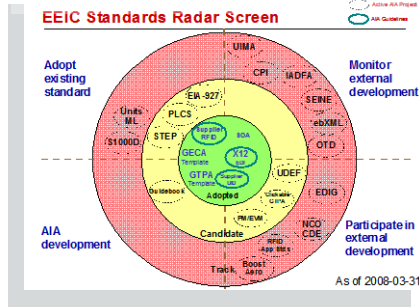 EEiC Standards Radar Screen
Active AIA Project
AIA Guidelines
Adopt
existing
standard
Monitor
external
development
UIMA
CPI
IADFA
EIA-927
SEINE
PLCS
Units
ML
ebXML
Supplier
RFID
SOA
STEP
S1000D
OTD
GECA
Template
X12
GTPA
Template
Supplier
UID
UDEF
Guidebook
Adopted
EDIG
PM/EVM
NCO
CDE
AIA
development
Candidate
Participate in
external
development
RFID
Track
Boost
Aero
As of 2008-03-31